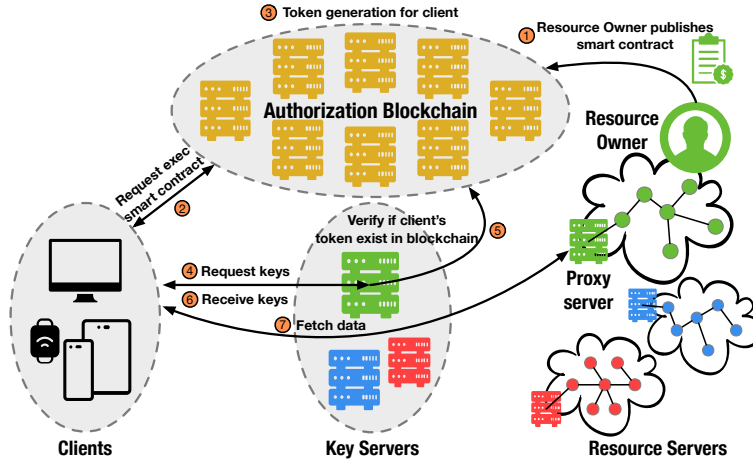 ③ Token generation for client
① Resource Owner publishes
smart contract
$
Authorization Blockchain
Resource
Owner
Request exec
smart contract
②
Verify if client's
token exist in blockchain
⑤
④ Request keys
⑥ Receive keys
⑦ Fetch data
Proxy
server
Clients
Key Servers
Resource Servers